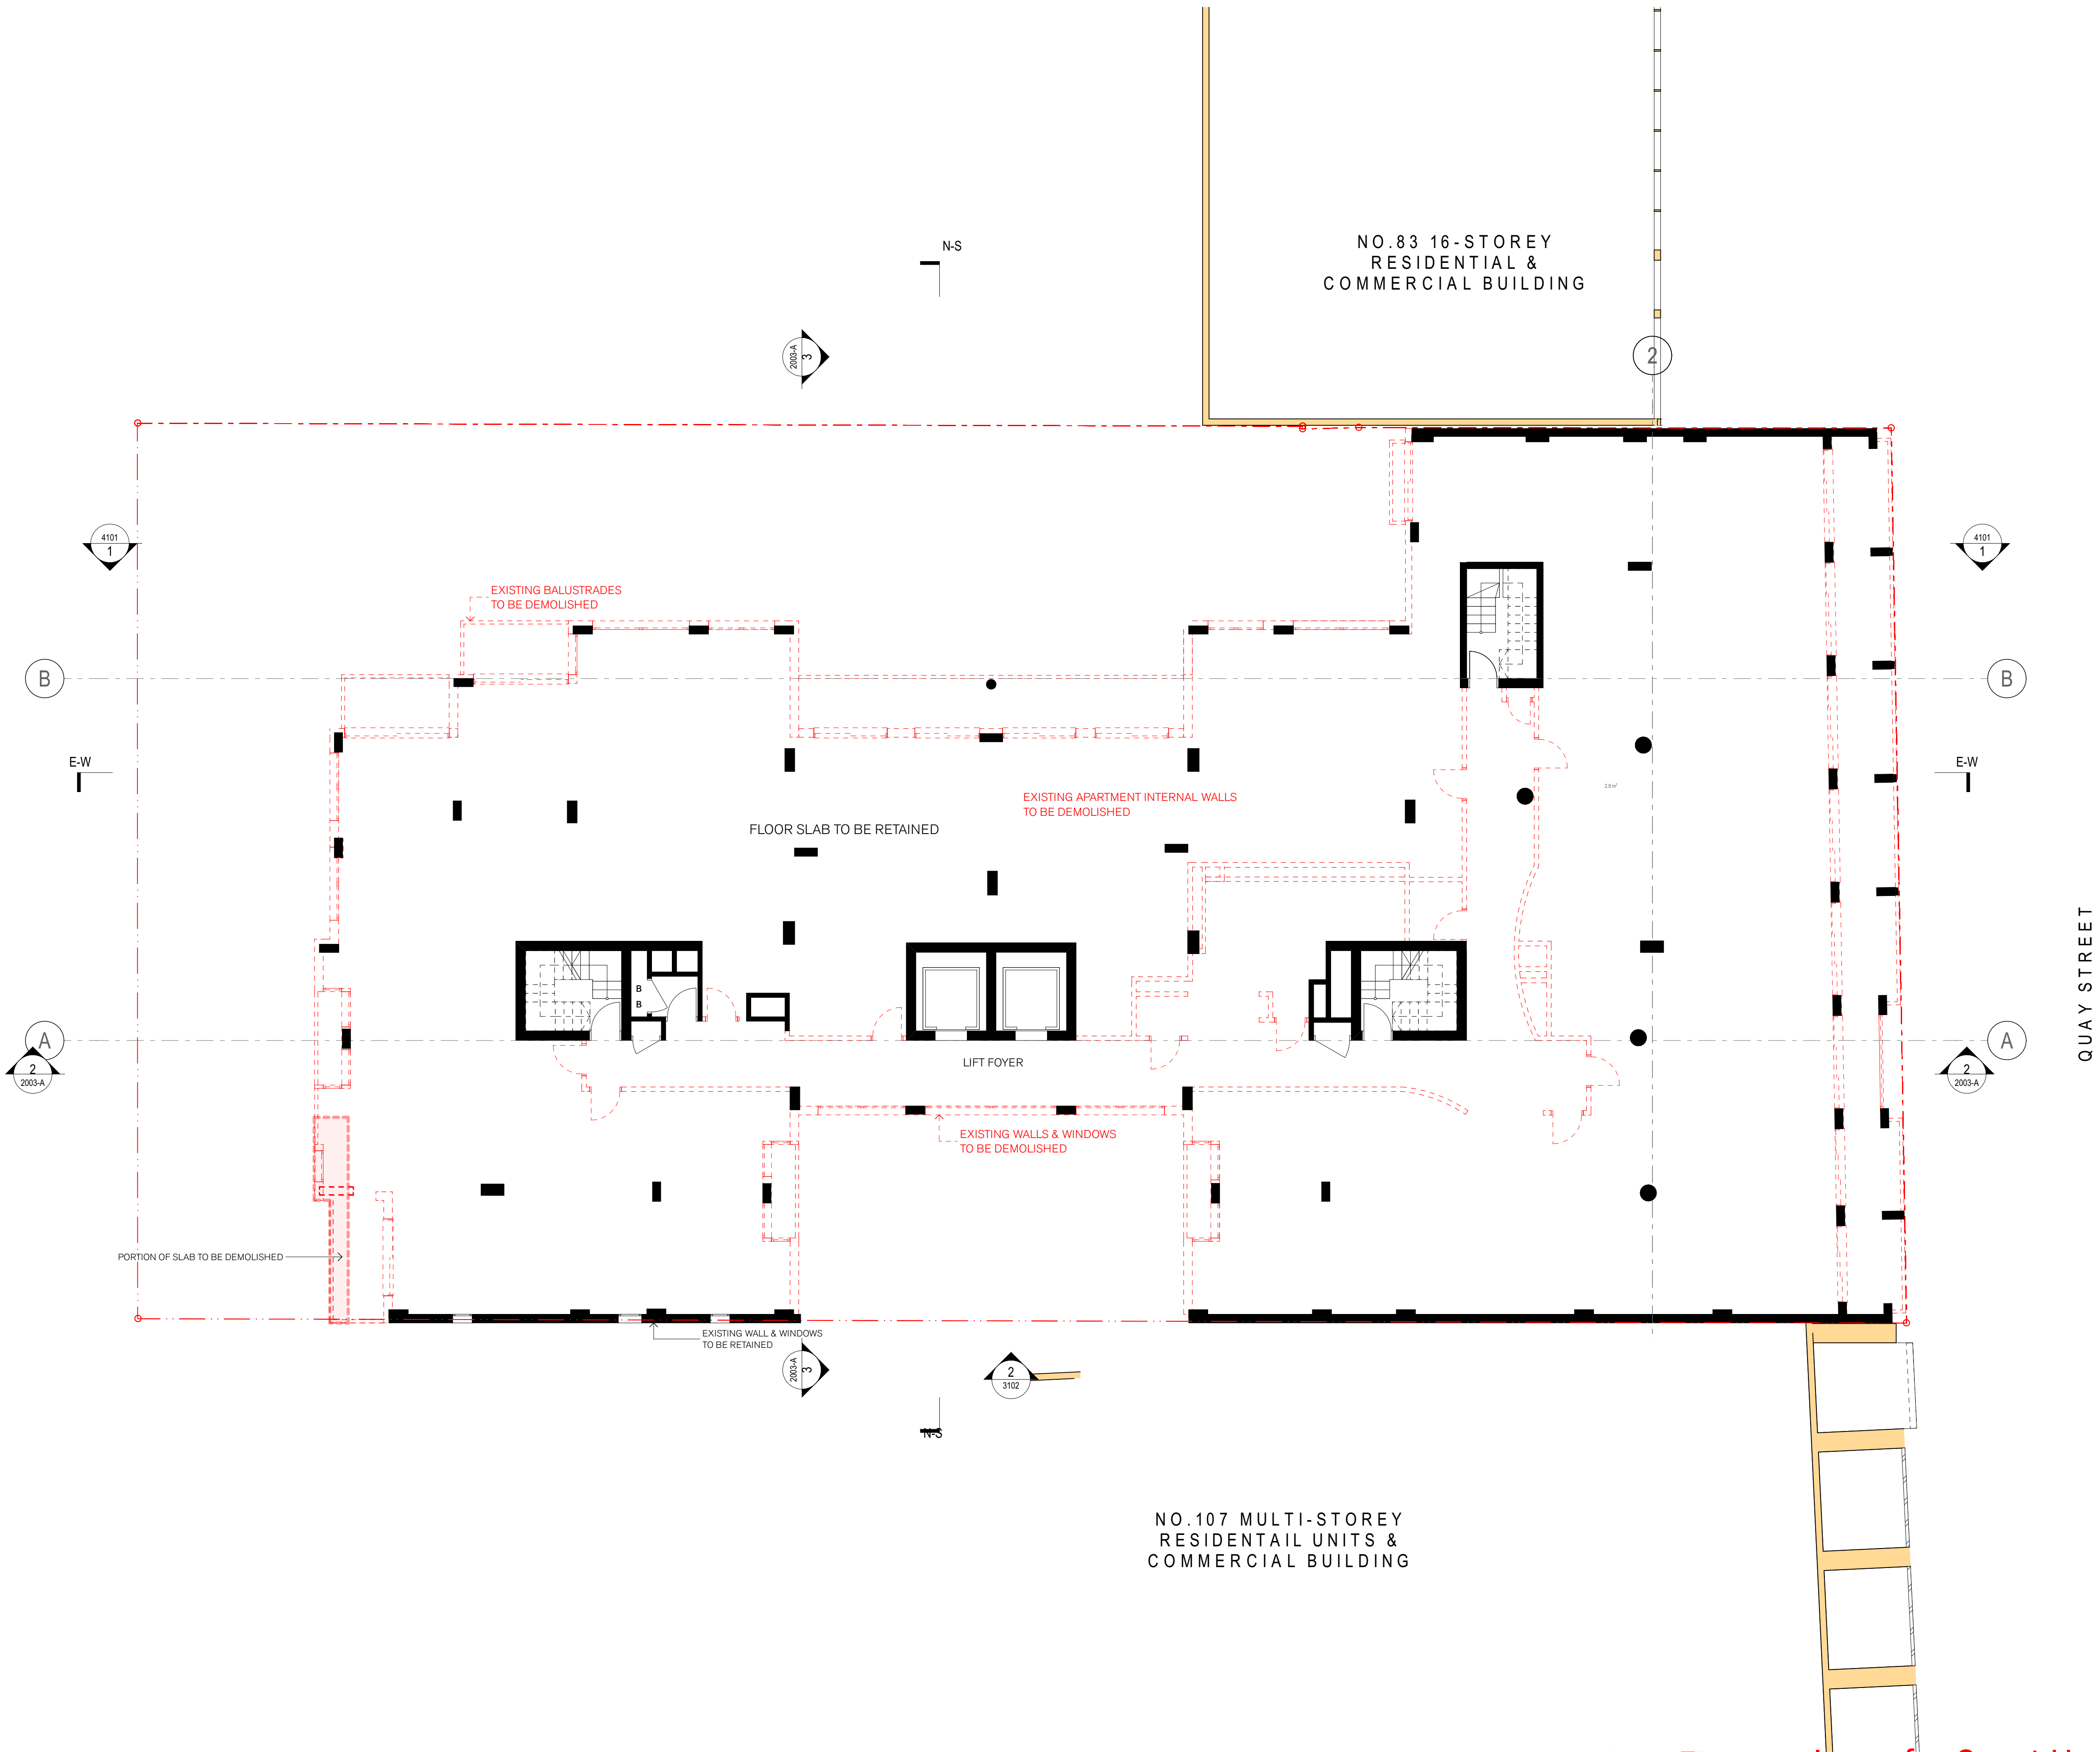 N-S
NO.83 16-STOREY
RESIDENTIAL &
COMMERCIAL BUILDING
2003-A
3
2
4101
1
4101
1
EXISTING BALUSTRADES
TO BE DEMOLISHED
B
B
E-W
E-W
2.9 m²
EXISTING APARTMENT INTERNAL WALLS
TO BE DEMOLISHED
FLOOR SLAB TO BE RETAINED
QUAY STREET
B
B
A
A
LIFT FOYER
2
2003-A
2
2003-A
EXISTING WALLS & WINDOWS
TO BE DEMOLISHED
PORTION OF SLAB TO BE DEMOLISHED
EXISTING WALL & WINDOWS
TO BE RETAINED
2003-A
3
2
3102
N-S
NO.107 MULTI-STOREY
RESIDENTAIL UNITS &
COMMERCIAL BUILDING